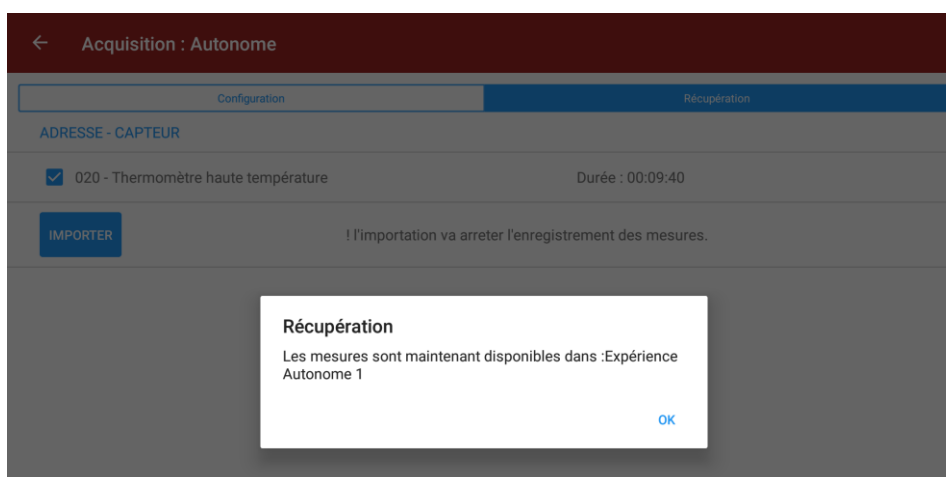 Acquisition : Autonome
Configuration
Récupération
ADRESSE - CAPTEUR
020 - Thermomètre haute température
Durée : 00:09:40
IMPORTER
! l'importation va arreter l'enregistrement des mesures.
Récupération
Les mesures sont maintenant disponibles dans :Expérience
Autonome 1
OK